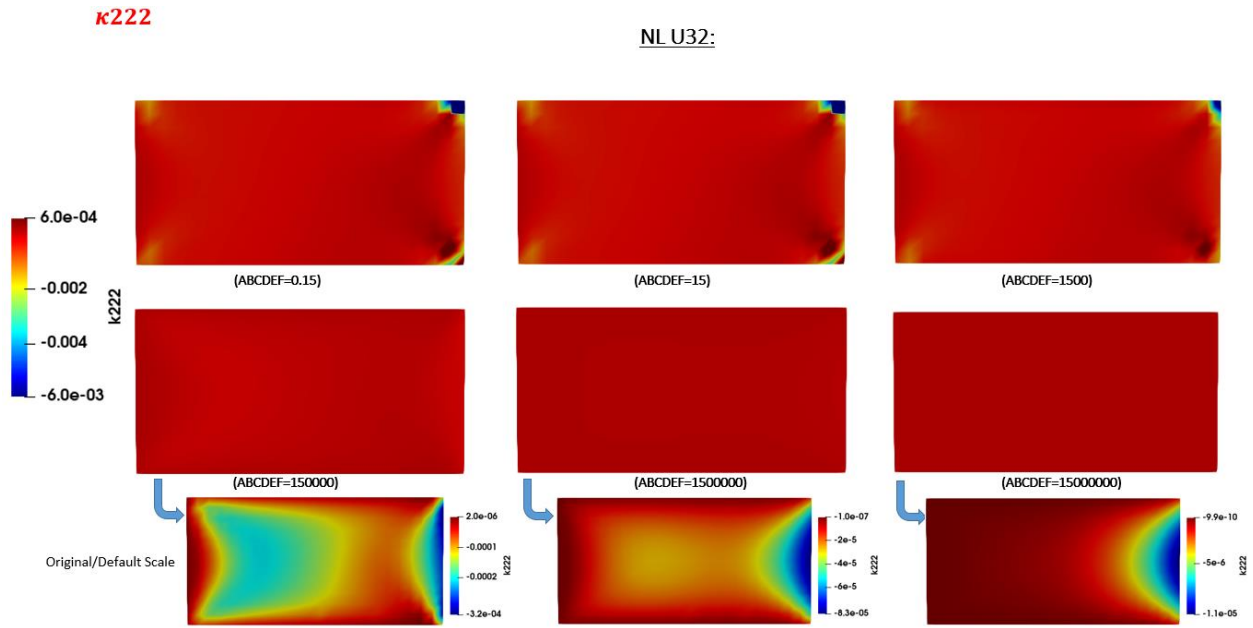 κ222
NL U32:
6.0e-04
-0.002
-0.004
-6.0e-03
k222
(ABCDEF=0.15)
(ABCDEF=15)
(ABCDEF=1500)
(ABCDEF=150000)
(ABCDEF=1500000)
(ABCDEF=15000000)
Original/Default Scale
2.0e-06
-0.0001
-0.0002
-3.2e-04
k222
-1.0e-07
-2e-5
-4e-5
-6e-5
-8.3e-05
k222
-9.9e-10
-5e-6
-1.1e-05
k222